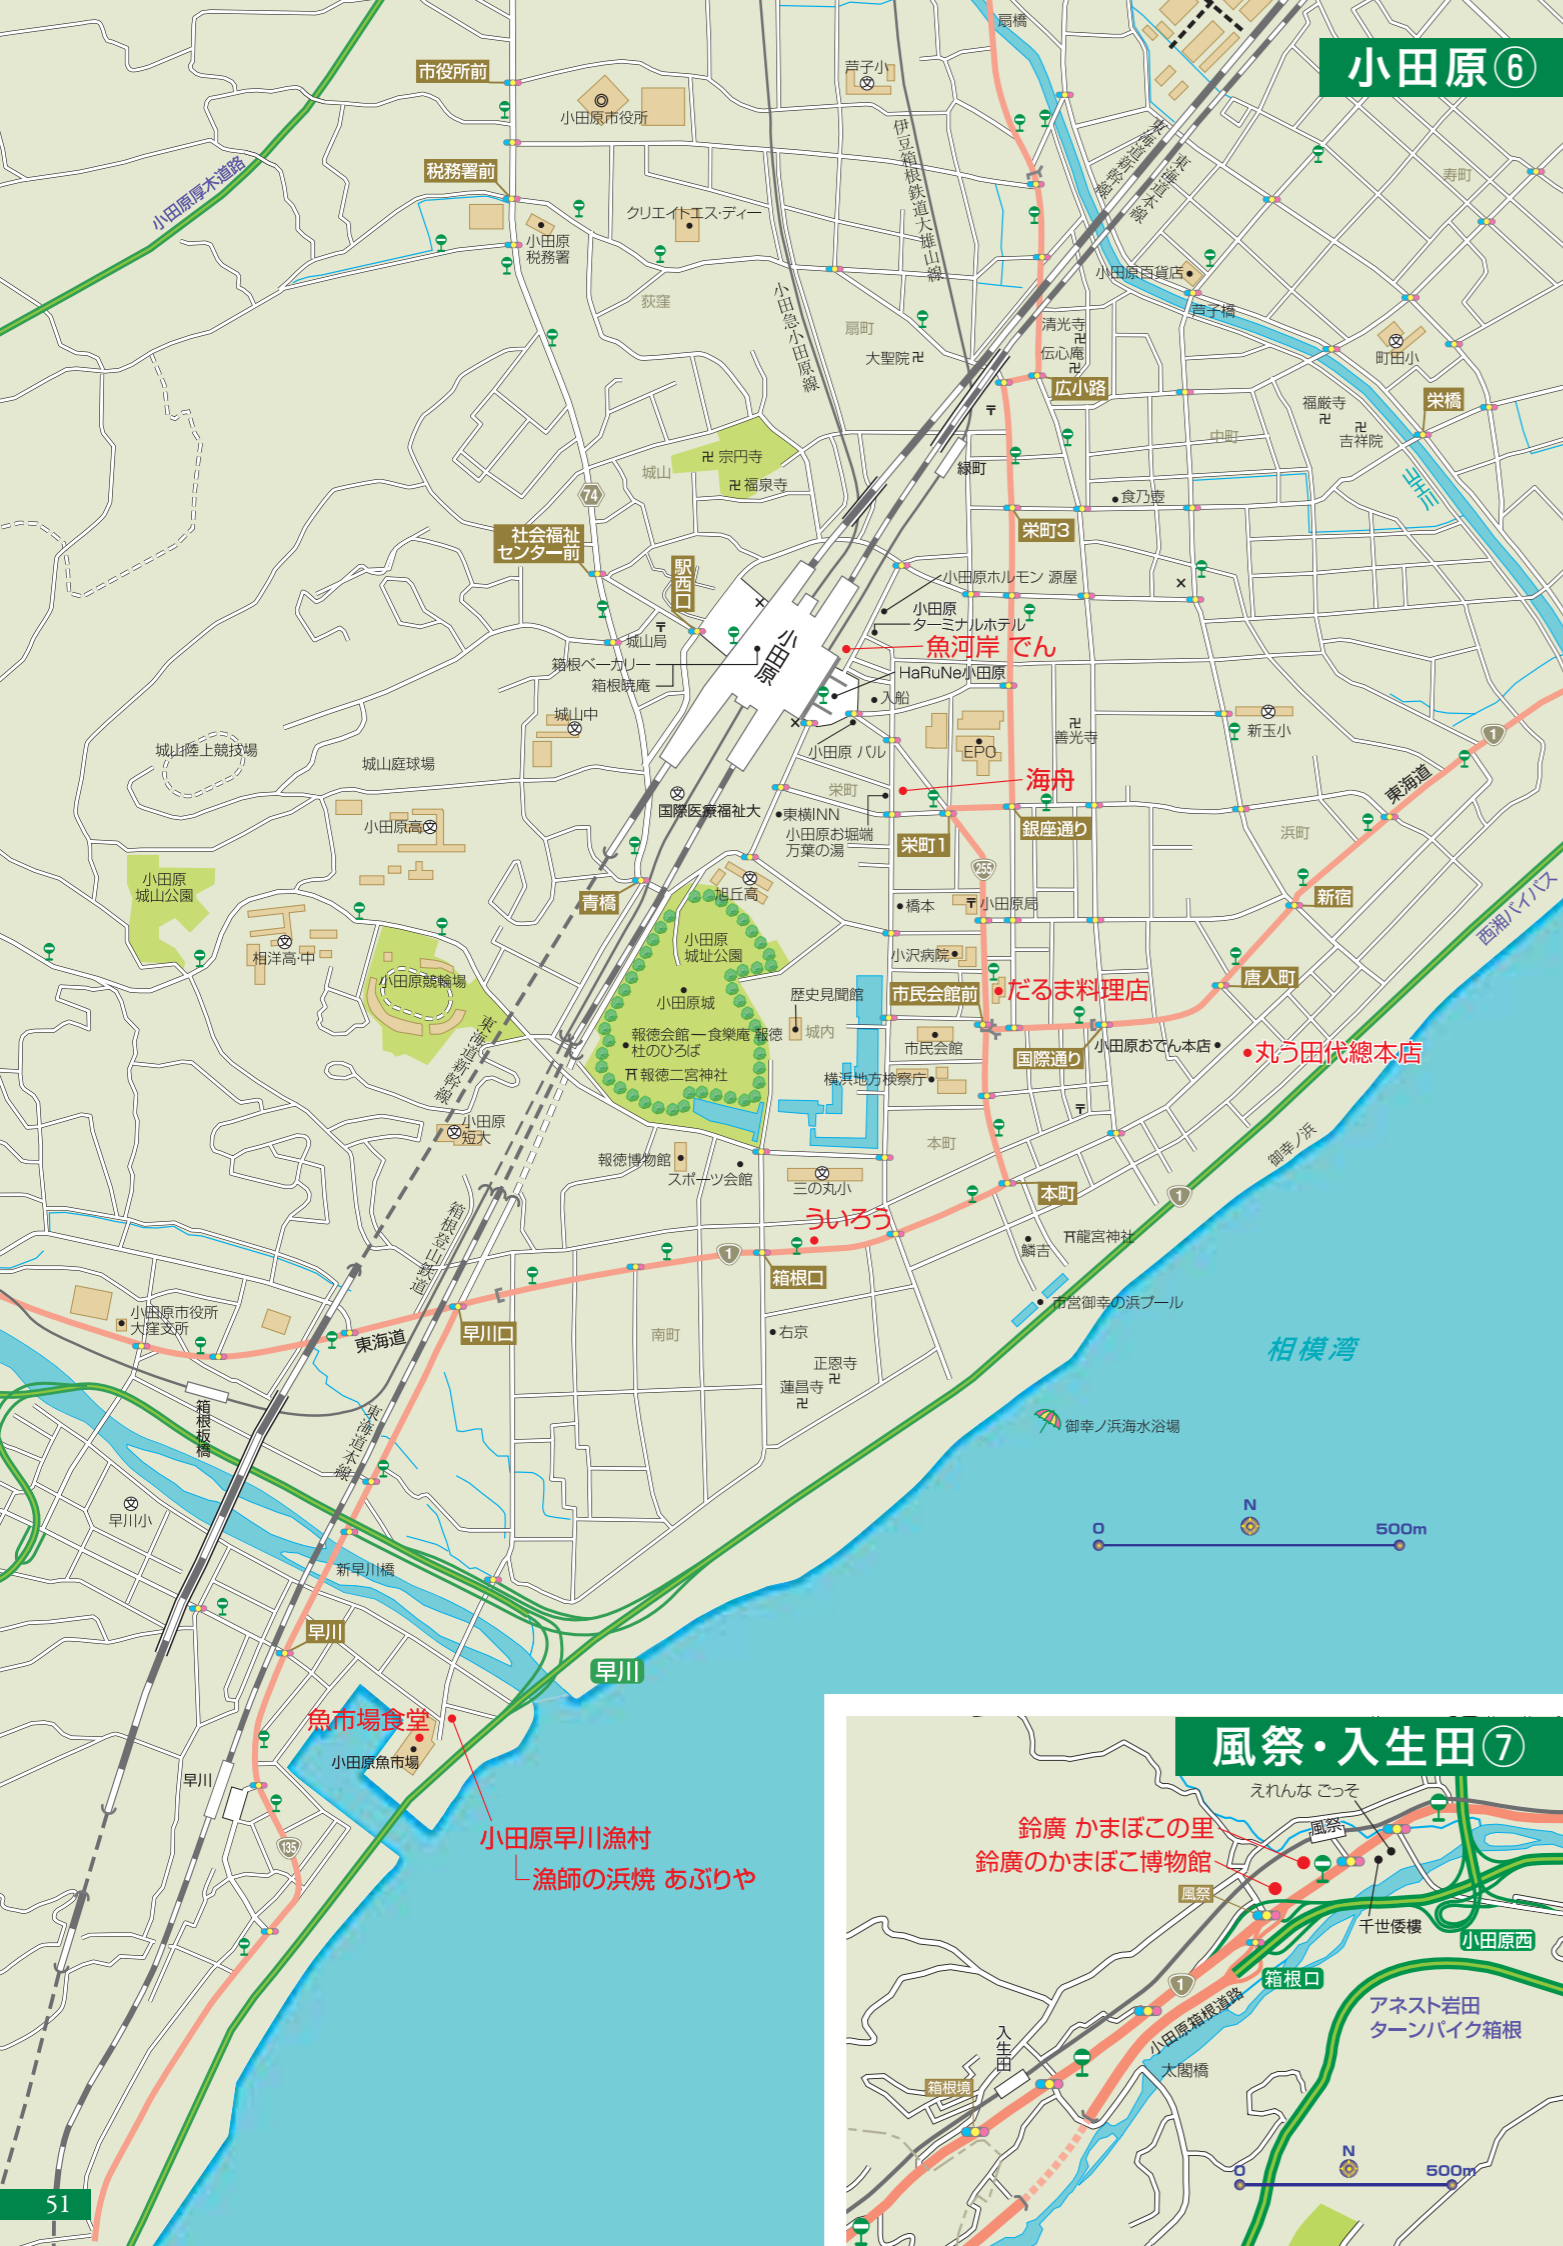 小田原⑥
扇橋
市役所前
小田原市役所
芦子小
税務署前
小田原厚木道路
小田原
税務署
クリエイトエス・ディー
伊豆箱根鉄道大雄山線
東海道新幹線
東海道本線
寿町
小田原百貨店
芦子橋
荻窪
小田急小田原線
扇町
大聖院
清光寺
伝心庵
広小路
町田小
栄橋
福厳寺
吉祥院
中町
山王川
城山
宗円寺
福泉寺
緑町
74
食乃壺
社会福祉
センター前
栄町3
駅西口
小田原ホルモン 源屋
小田原
ターミナルホテル
魚河岸 でん
城山局
箱根ベーカリー
箱根暁庵
小田原
HaRuNe小田原
入船
城山中
城山陸上競技場
城山庭球場
小田原 バル
EPO
善光寺
新玉小
1
東海道
国際医療福祉大
栄町
海舟
東横INN
小田原お堀端
万葉の湯
栄町1
銀座通り
浜町
小田原高
小田原
城山公園
青橋
旭丘高
255
橋本
小田原局
新宿
西湘バイパス
相洋高・中
小田原競輪場
小田原
城址公園
小田原城
小沢病院
歴史見聞館
市民会館前
だるま料理店
唐人町
報徳会館
食樂庵 報徳
杜のひろば
報徳二宮神社
城内
市民会館
国際通り
小田原おでん本店
丸う田代總本店
横浜地方検察庁
東海道新幹線
小田原
短大
本町
御幸ノ浜
報徳博物館
スポーツ会館
三の丸小
本町
1
ういろう
鱗吉
龍宮神社
箱根登山鉄道
1
箱根口
市営御幸の浜プール
小田原市役所
大窪支所
東海道
早川口
南町
右京
正恩寺
蓮昌寺
相模湾
箱根板橋
東海道本線
御幸ノ浜海水浴場
早川小
N
0
500m
新早川橋
早川
早川
魚市場食堂
小田原魚市場
早川
135
小田原早川漁村
漁師の浜焼 あぶりや
風祭・入生田⑦
えれんな ごっそ
鈴廣 かまぼこの里
風祭
鈴廣のかまぼこ博物館
風祭
千世倭樓
小田原西
箱根口
1
小田原箱根道路
アネスト岩田
ターンパイク箱根
入生田
太閤橋
箱根境
N
0
500m
51